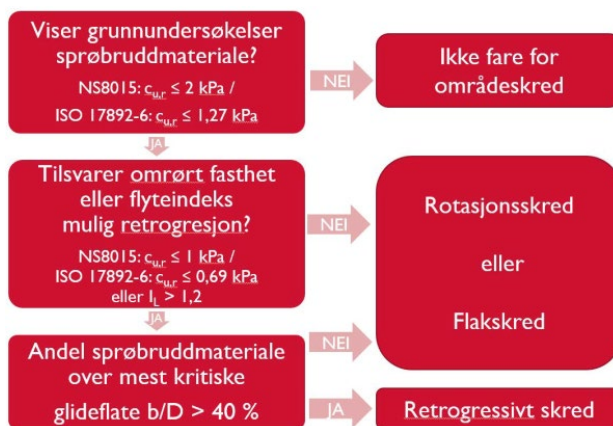 Viser grunnundersøkelser
sprøbruddmateriale?
NS8015: cu,r ≤ 2 kPa /
ISO 17892-6: cu,r ≤ 1,27 kPa
NEI
Ikke fare for
områdeskred
JA
Tilsvarer omrørt fasthet
eller flyteindeks
mulig retrogresjon?
NS8015: cu,r ≤ 1 kPa /
ISO 17892-6: cu,r ≤ 0,69 kPa
eller IL > 1,2
NEI
Rotasjonsskred
eller
Flakskred
JA
Andel sprøbruddmateriale
over mest kritiske
glideflate b/D > 40 %
NEI
JA
Retrogressivt skred